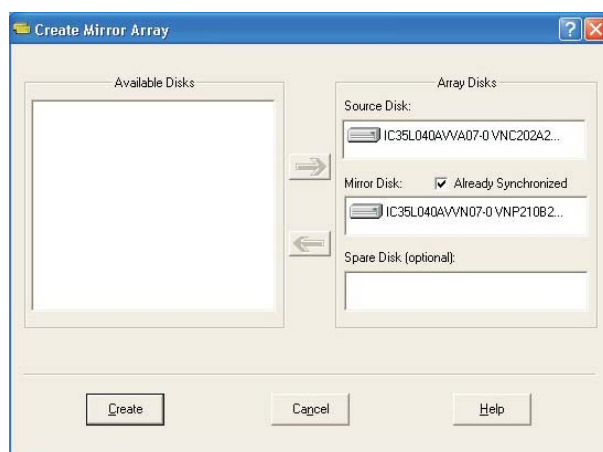 Create Mirror Array
Available Disks
Array Disks
Source Disk:
IC35L040AVVA07-0 VNC202A2...
Mirror Disk:
Already Synchronized
IC35L040AVVN07-0 VNP210B2...
Spare Disk (optional):
Create
Cancel
Help